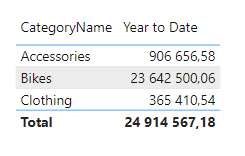 CategoryName Year to Date
Accessories 906 656,58
Bikes 23 642 500,06
Clothing 365 410,54
Total 24 914 567,18